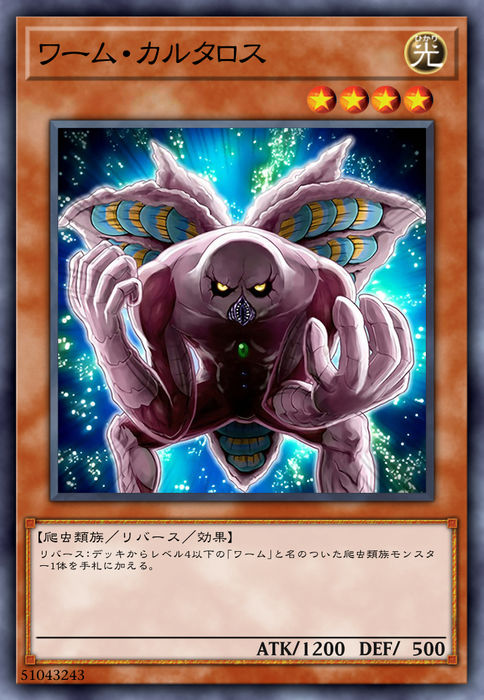 ワーム・カルタロス
ひかり
光
【爬虫類族／リバース／効果】
リバース：デッキからレベル4以下の「ワーム」と名のついた爬虫類族モンスタ
ー1体を手札に加える。
ATK/1200 DEF/ 500
51043243